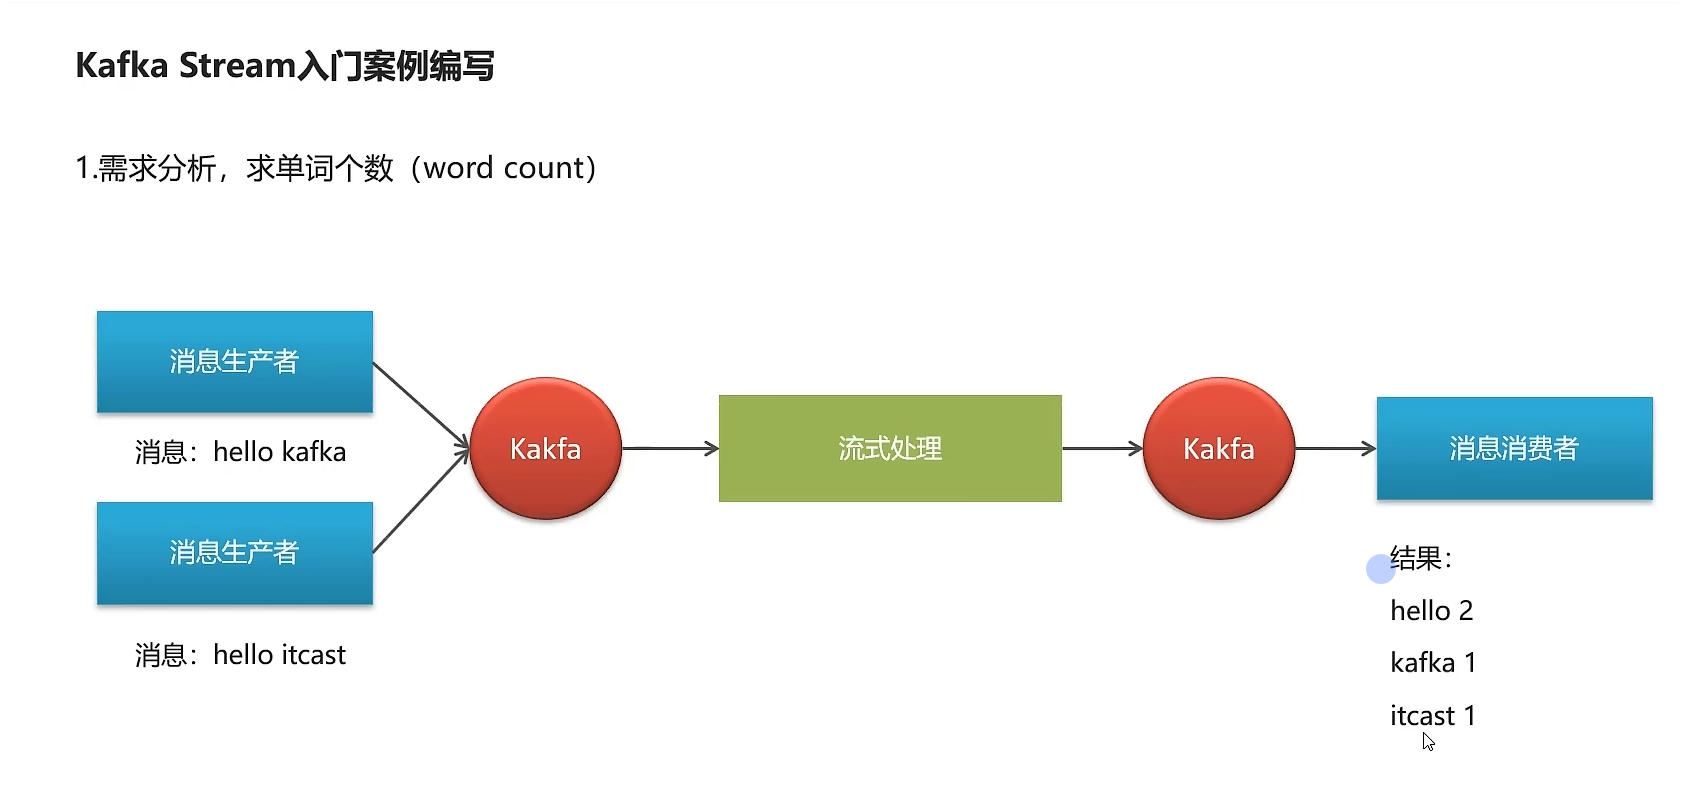 Kafka Stream入门案例编写
1.需求分析，求单词个数（word count）
消息生产者
消息：hello kafka
消息生产者
消息：hello itcast
Kakfa
流式处理
Kakfa
消息消费者
结果：
hello 2
kafka 1
itcast 1